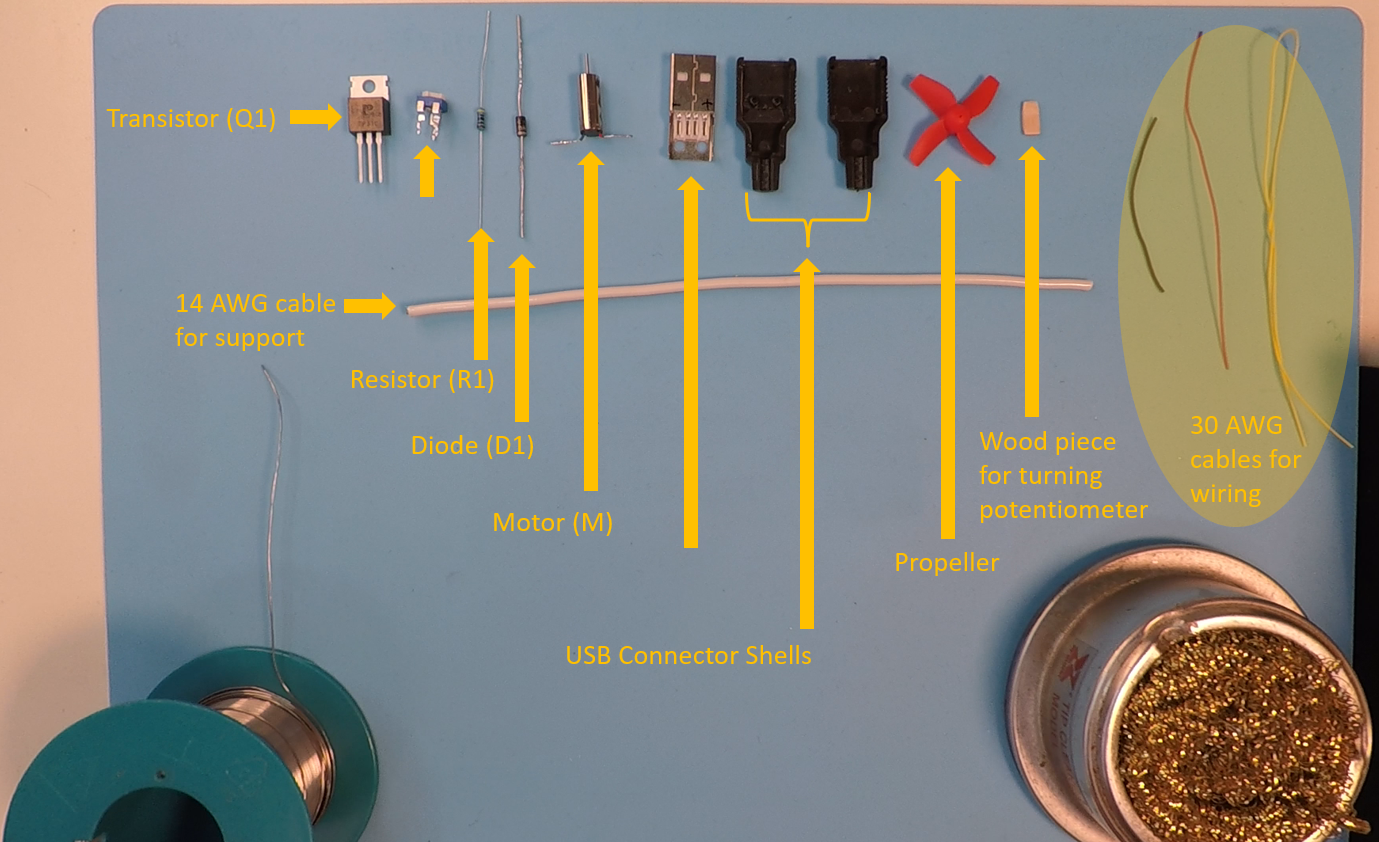 Transistor (Q1)
14 AWG cable
for support
Resistor (R1)
Diode (D1)
Motor (M)
USB Connector Shells
Propeller
Wood piece
for turning
potentiometer
30 AWG
cables for
wiring